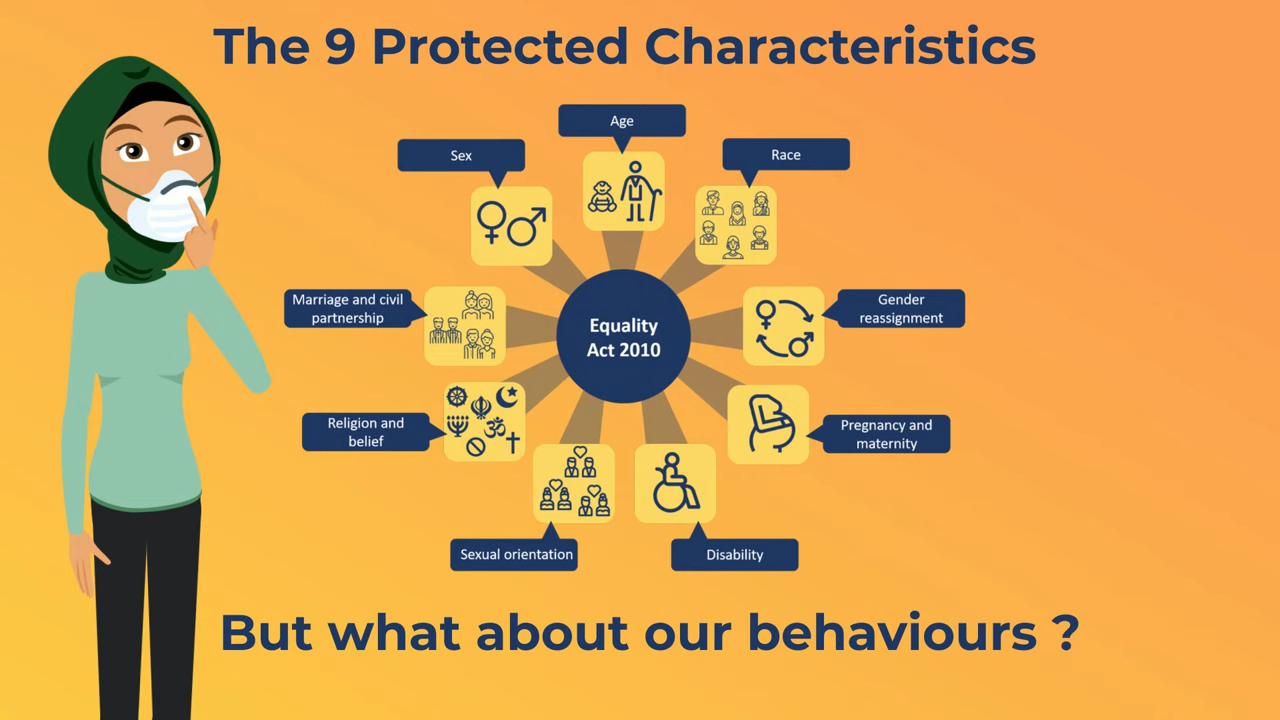 The 9 Protected Characteristics
Age
Sex
Race
Marriage and civil
partnership
Gender
reassignment
Equality
Act 2010
Religion and
belief
Pregnancy and
maternity
Sexual orientation
Disability
But what about our behaviours ?